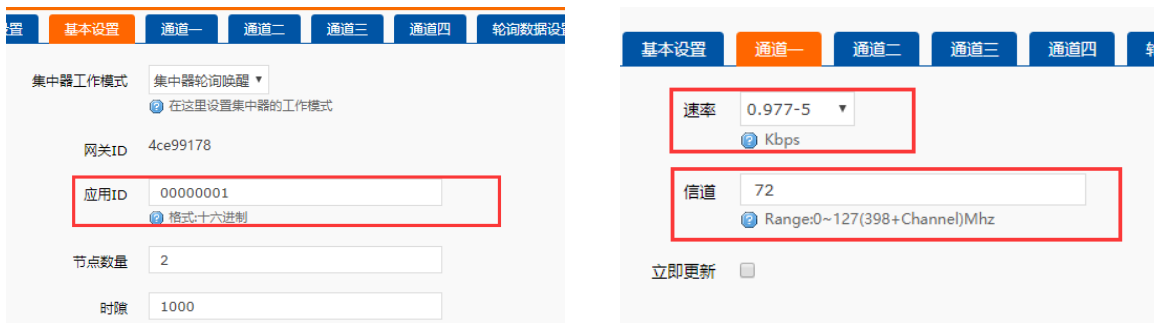 置 基本设置 通道一 通道二 通道三 通道四 轮询数据设
集中器工作模式 集中器轮询唤醒
在这里设置集中器的工作模式
网关ID 4ce99178
应用ID 00000001
格式:十六进制
节点数量 2
时隙 1000
基本设置 通道一 通道二 通道三 通道四
速率 0.977-5
Kbps
信道 72
Range:0~127(398+Channel)Mhz
立即更新